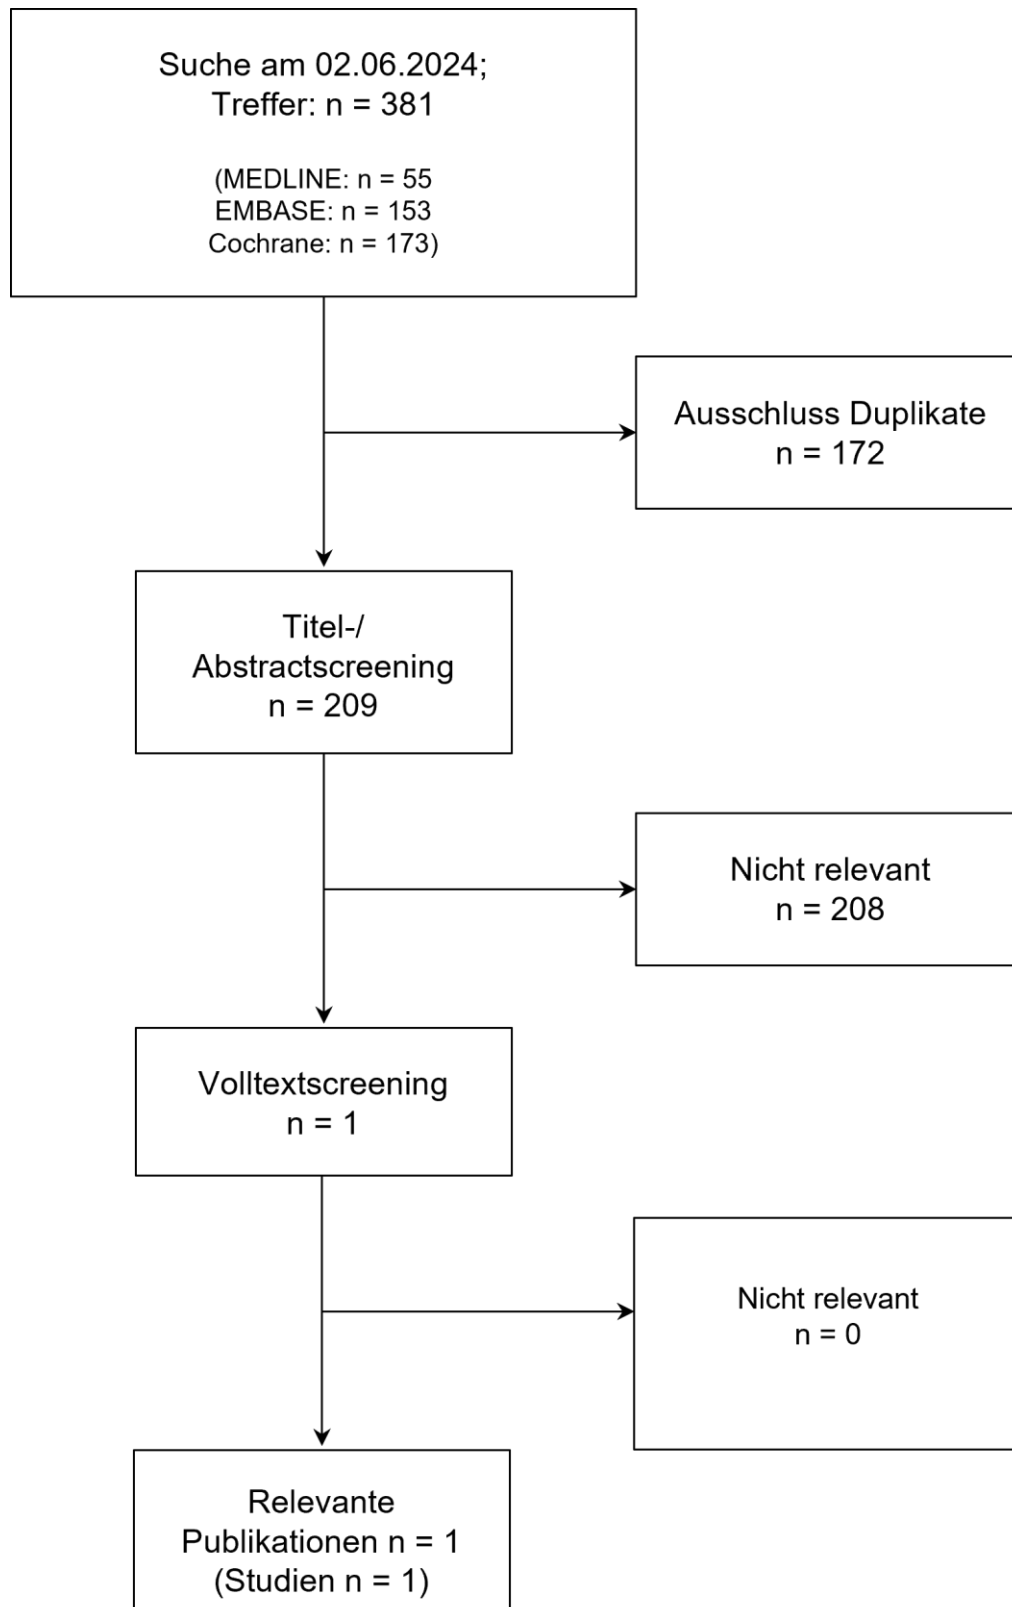 Suche am 02.06.2024;
Treffer: n = 381
(MEDLINE: n = 55
EMBASE: n = 153
Cochrane: n = 173)
Ausschluss Duplikate
n = 172
Titel-/
Abstractscreening
n = 209
Nicht relevant
n = 208
Volltextscreening
n = 1
Nicht relevant
n = 0
Relevante
Publikationen n = 1
(Studien n = 1)